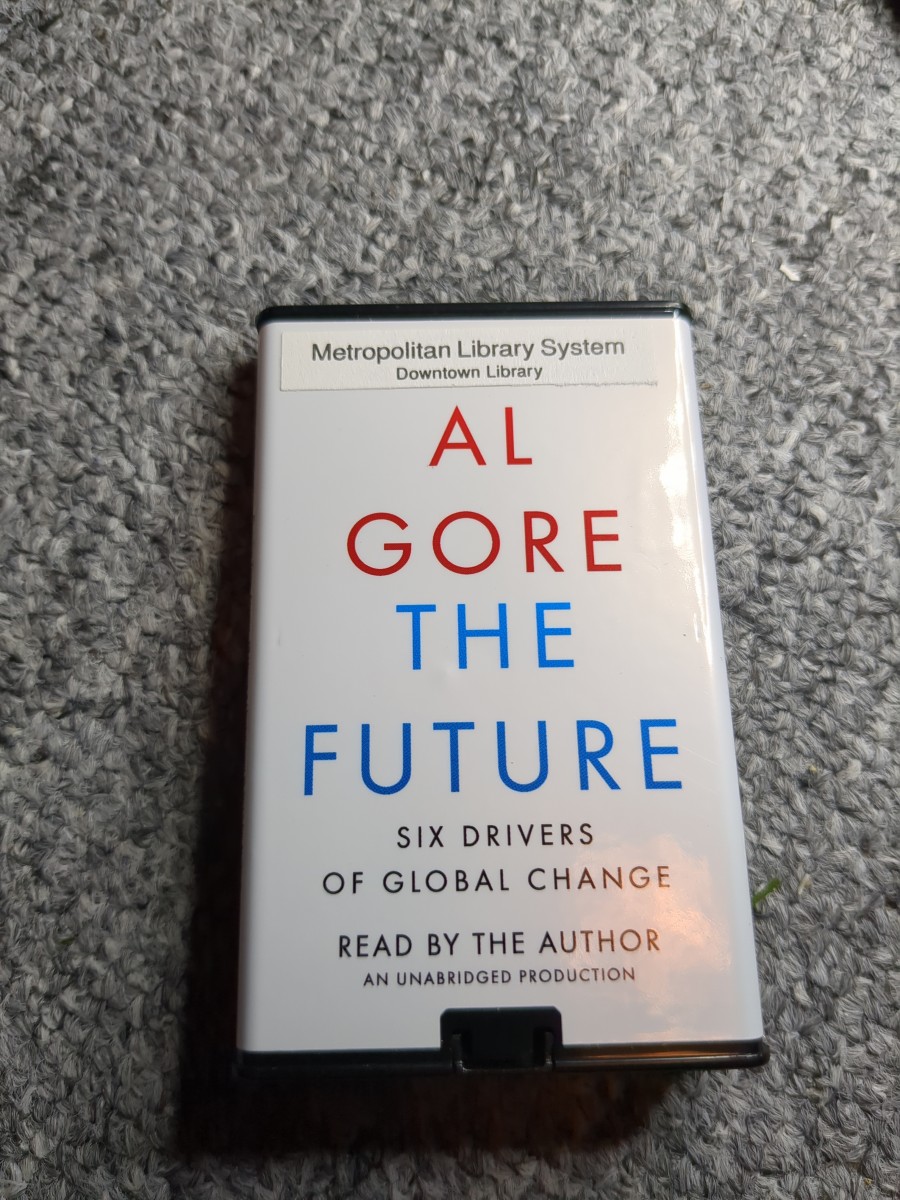 Metropolitan Library System
Downtown Library
AL
GORE
THE
FUTURE
SIX DRIVERS
OF GLOBAL CHANGE
READ BY THE AUTHOR
AN UNABRIDGED PRODUCTION